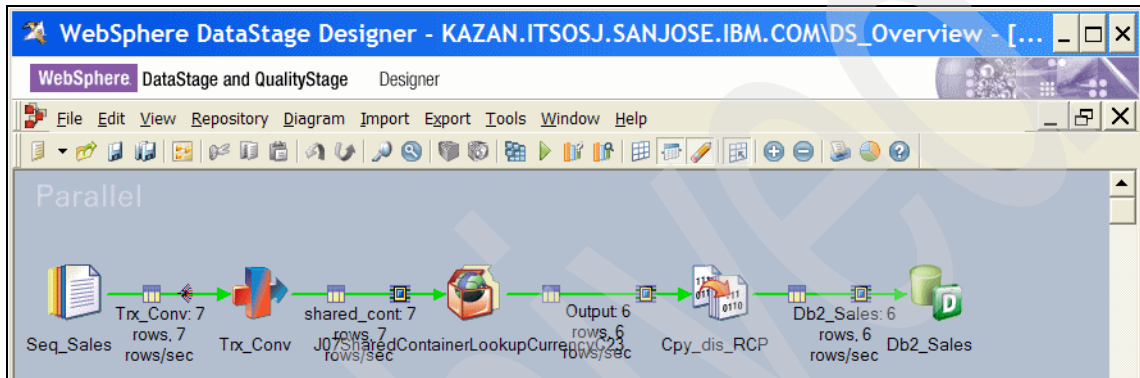 WebSphere DataStage Designer - KAZAN.ITSOSJ.SANJOSE.IBM.COM\DS_Overview - [...
WebSphere. DataStage and QualityStage Designer
File Edit View Repository Diagram Import Export Tools Window Help
Parallel
Trx_Conv: 7
rows, 7
rows/sec
shared_cont: 7
rows, 7
rows/sec
Output: 6
rows, 6
rows/sec
Db2_Sales: 6
rows, 6
rows/sec
Seq_Sales
Trx_Conv
J07SharedContainerLookupCurrencyC23
Cpy_dis_RCP
Db2_Sales